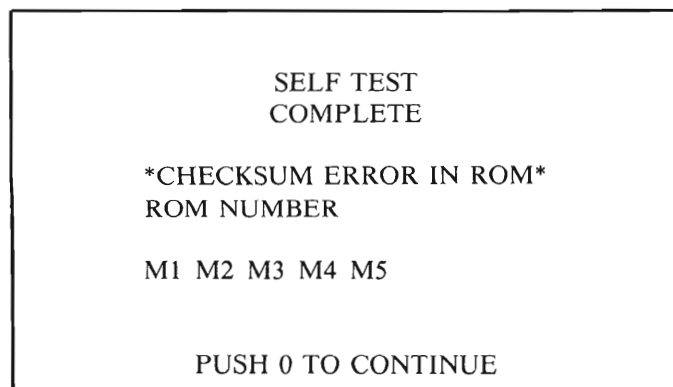 SELF TEST
COMPLETE
*CHECKSUM ERROR IN ROM*
ROM NUMBER
M1 M2 M3 M4 M5
PUSH 0 TO CONTINUE